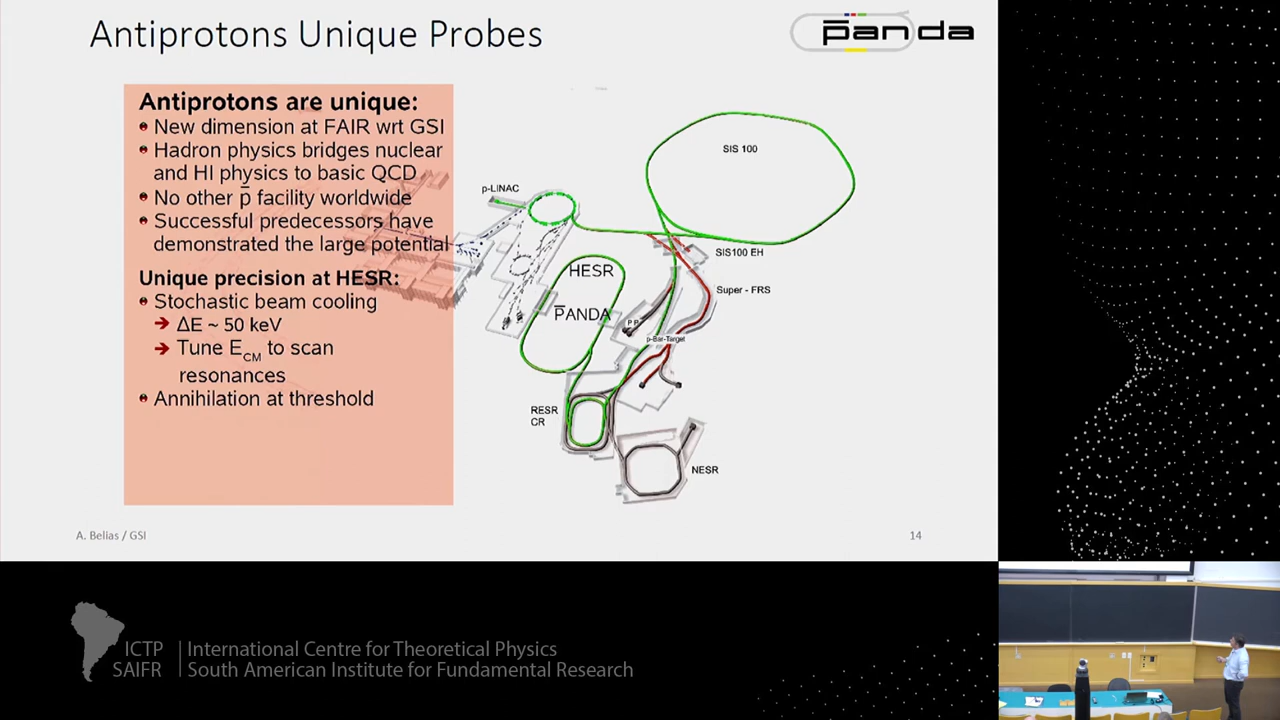 Antiprotons Unique Probes
p̅anda
Antiprotons are unique:
New dimension at FAIR wrt GSI
Hadron physics bridges nuclear
and HI physics to basic QCD
No other p̅ facility worldwide
Successful predecessors have
demonstrated the large potential
Unique precision at HESR:
Stochastic beam cooling
→ ΔE ~ 50 keV
→ Tune ECM to scan
resonances
Annihilation at threshold
SIS 100
p-LINAC
SIS100 EH
HESR
Super - FRS
P̅ANDA
P P
p-Bar-Target
RESR
CR
NESR
A. Belias / GSI
14
ICTP
SAIFR
International Centre for Theoretical Physics
South American Institute for Fundamental Research